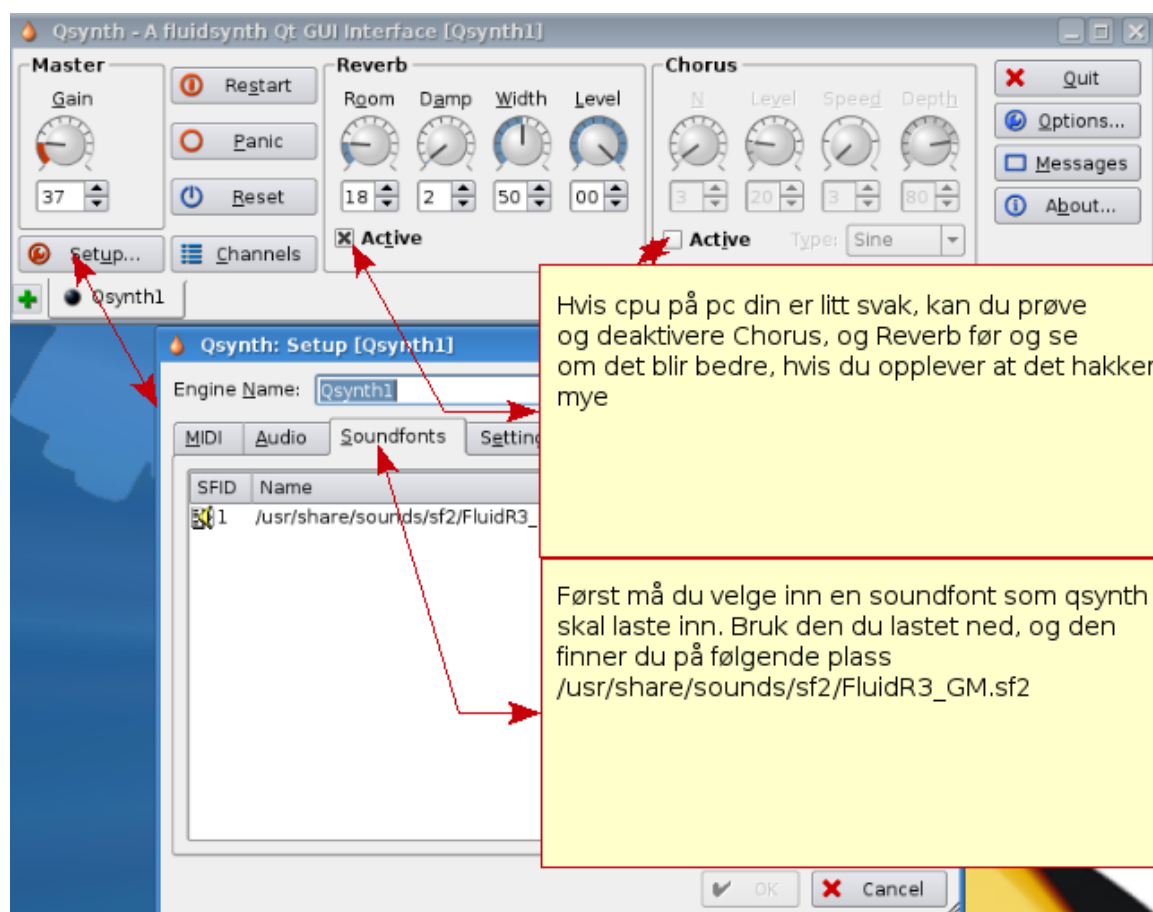 Qsynth - A fluidsynth Qt GUI Interface [Qsynth1]
Master
Gain
37
Setup...
Restart
Panic
Reset
Channels
Reverb
Room Damp Width Level
18 2 50 00
Active
Chorus
N Level Speed Depth
3 20 3 80
Active Type: Sine
Quit
Options...
Messages
About...
Qsynth1
Qsynth: Setup [Qsynth1]
Engine Name: Qsynth1
MIDI Audio Soundfonts
SFID Name
1 /usr/share/sounds/sf2/FluidR3_
Hvis cpu på pc din er litt svak, kan du prøve
og deaktivere Chorus, og Reverb før og se
om det blir bedre, hvis du opplever at det hakker
mye
Først må du velge inn en soundfont som qsynth
skal laste inn. Bruk den du lastet ned, og den
finner du på følgende plass
/usr/share/sounds/sf2/FluidR3_GM.sf2
OK Cancel